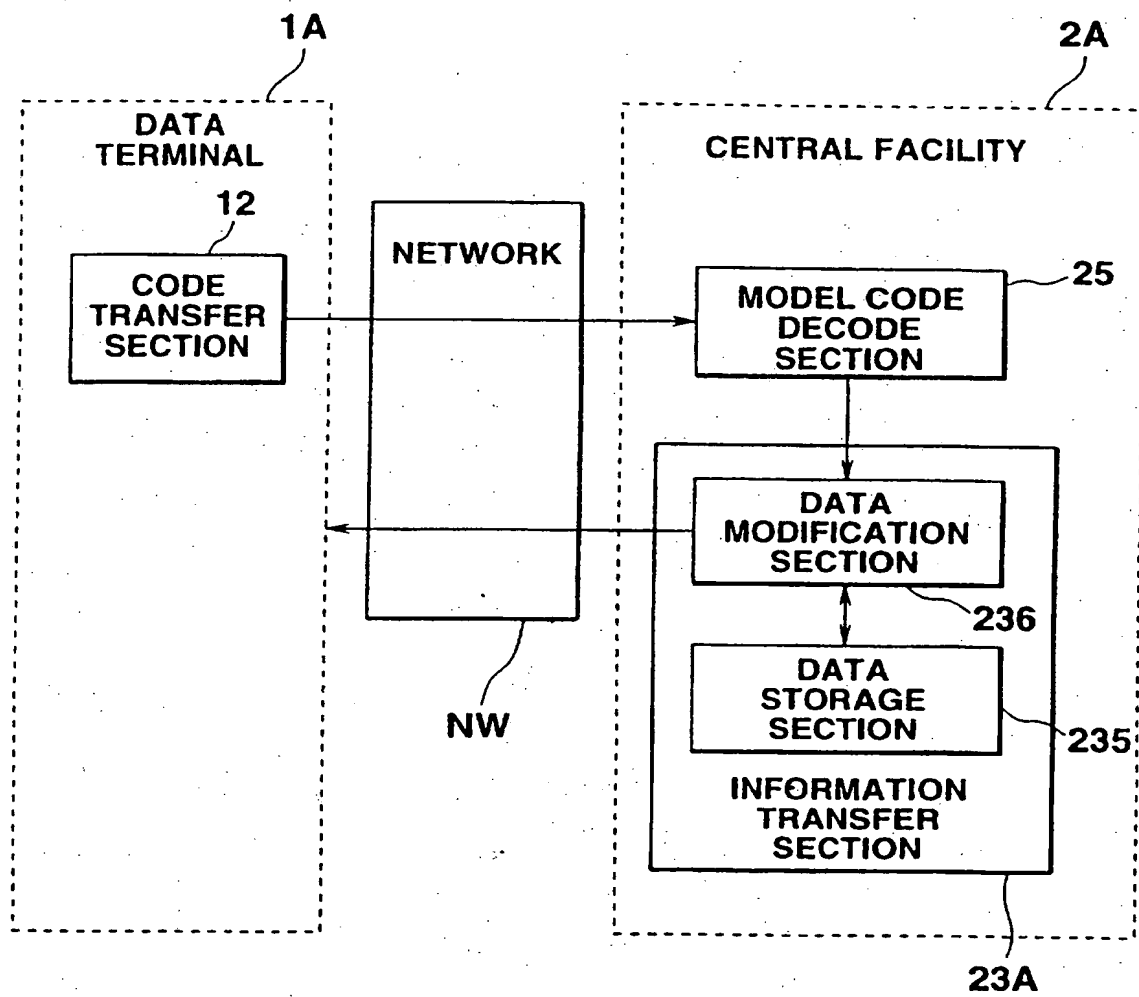 1A
2A
DATA
TERMINAL
CENTRAL FACILITY
12
NETWORK
25
CODE
TRANSFER
SECTION
MODEL CODE
DECODE
SECTION
DATA
MODIFICATION
SECTION
236
DATA
STORAGE
SECTION
NW
235
INFORMATION
TRANSFER
SECTION
23A